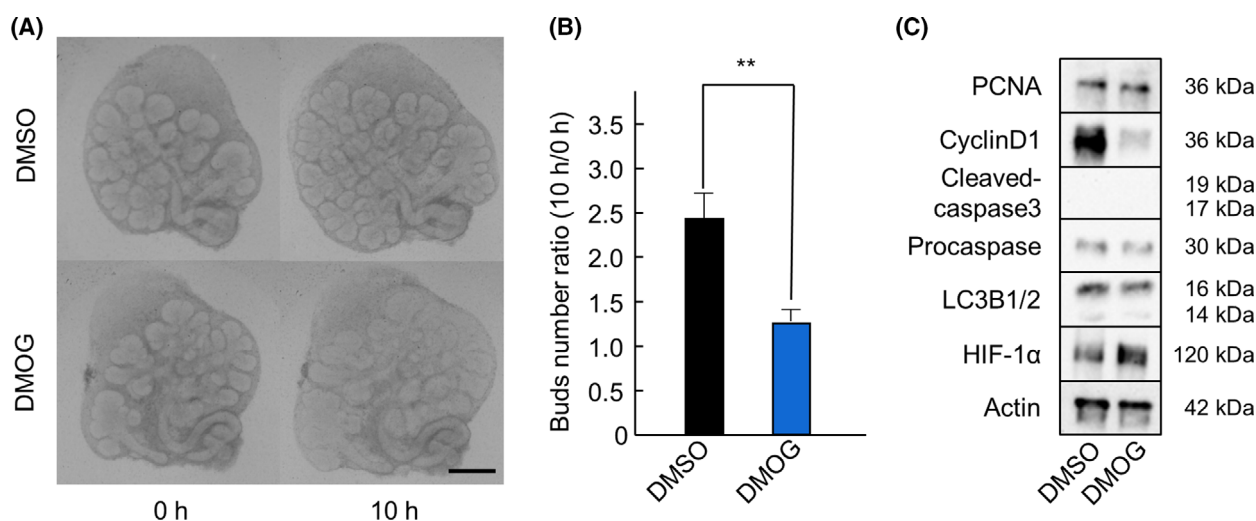 (A)
DMSO
DMOG
0 h
10 h
(B)
**
Buds number ratio (10 h/0 h)
3.5
3.0
2.5
2.0
1.5
1.0
0.5
0
DMSO
DMOG
(C)
PCNA
36 kDa
CyclinD1
36 kDa
Cleaved-
19 kDa
caspase3
17 kDa
Procaspase
30 kDa
LC3B1/2
16 kDa
14 kDa
HIF-1α
120 kDa
Actin
42 kDa
DMSO
DMOG